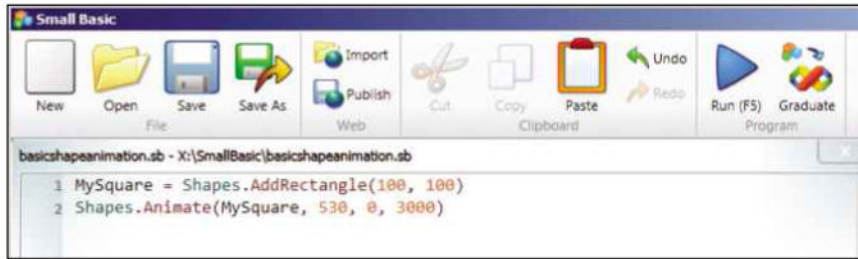 Small Basic
New
Open
Save
Save As
Import
Publish
Cut
Copy
Paste
Undo
Redo
Run (F5)
Graduate
File
Web
Clipboard
Program
basicshapeanimation.sb - X:\SmallBasic\basicshapeanimation.sb
1 MySquare = Shapes.AddRectangle(100, 100)
2 Shapes.Animate(MySquare, 530, 0, 3000)